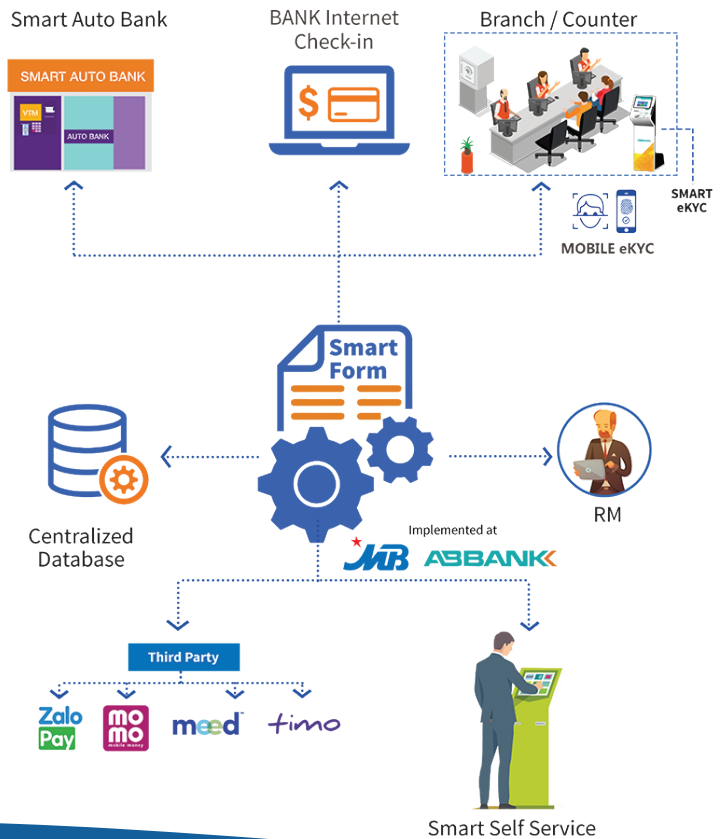 Smart Auto Bank
BANK Internet
Check-in
Branch / Counter
SMART AUTO BANK
VTM
AUTO BANK
$
SMART
eKYC
MOBILE eKYC
Smart
Form
Centralized
Database
RM
Implemented at
MB
ABBANK
Third Party
Zalo
Pay
mo
mo
mobile money
meed
timo
Smart Self Service